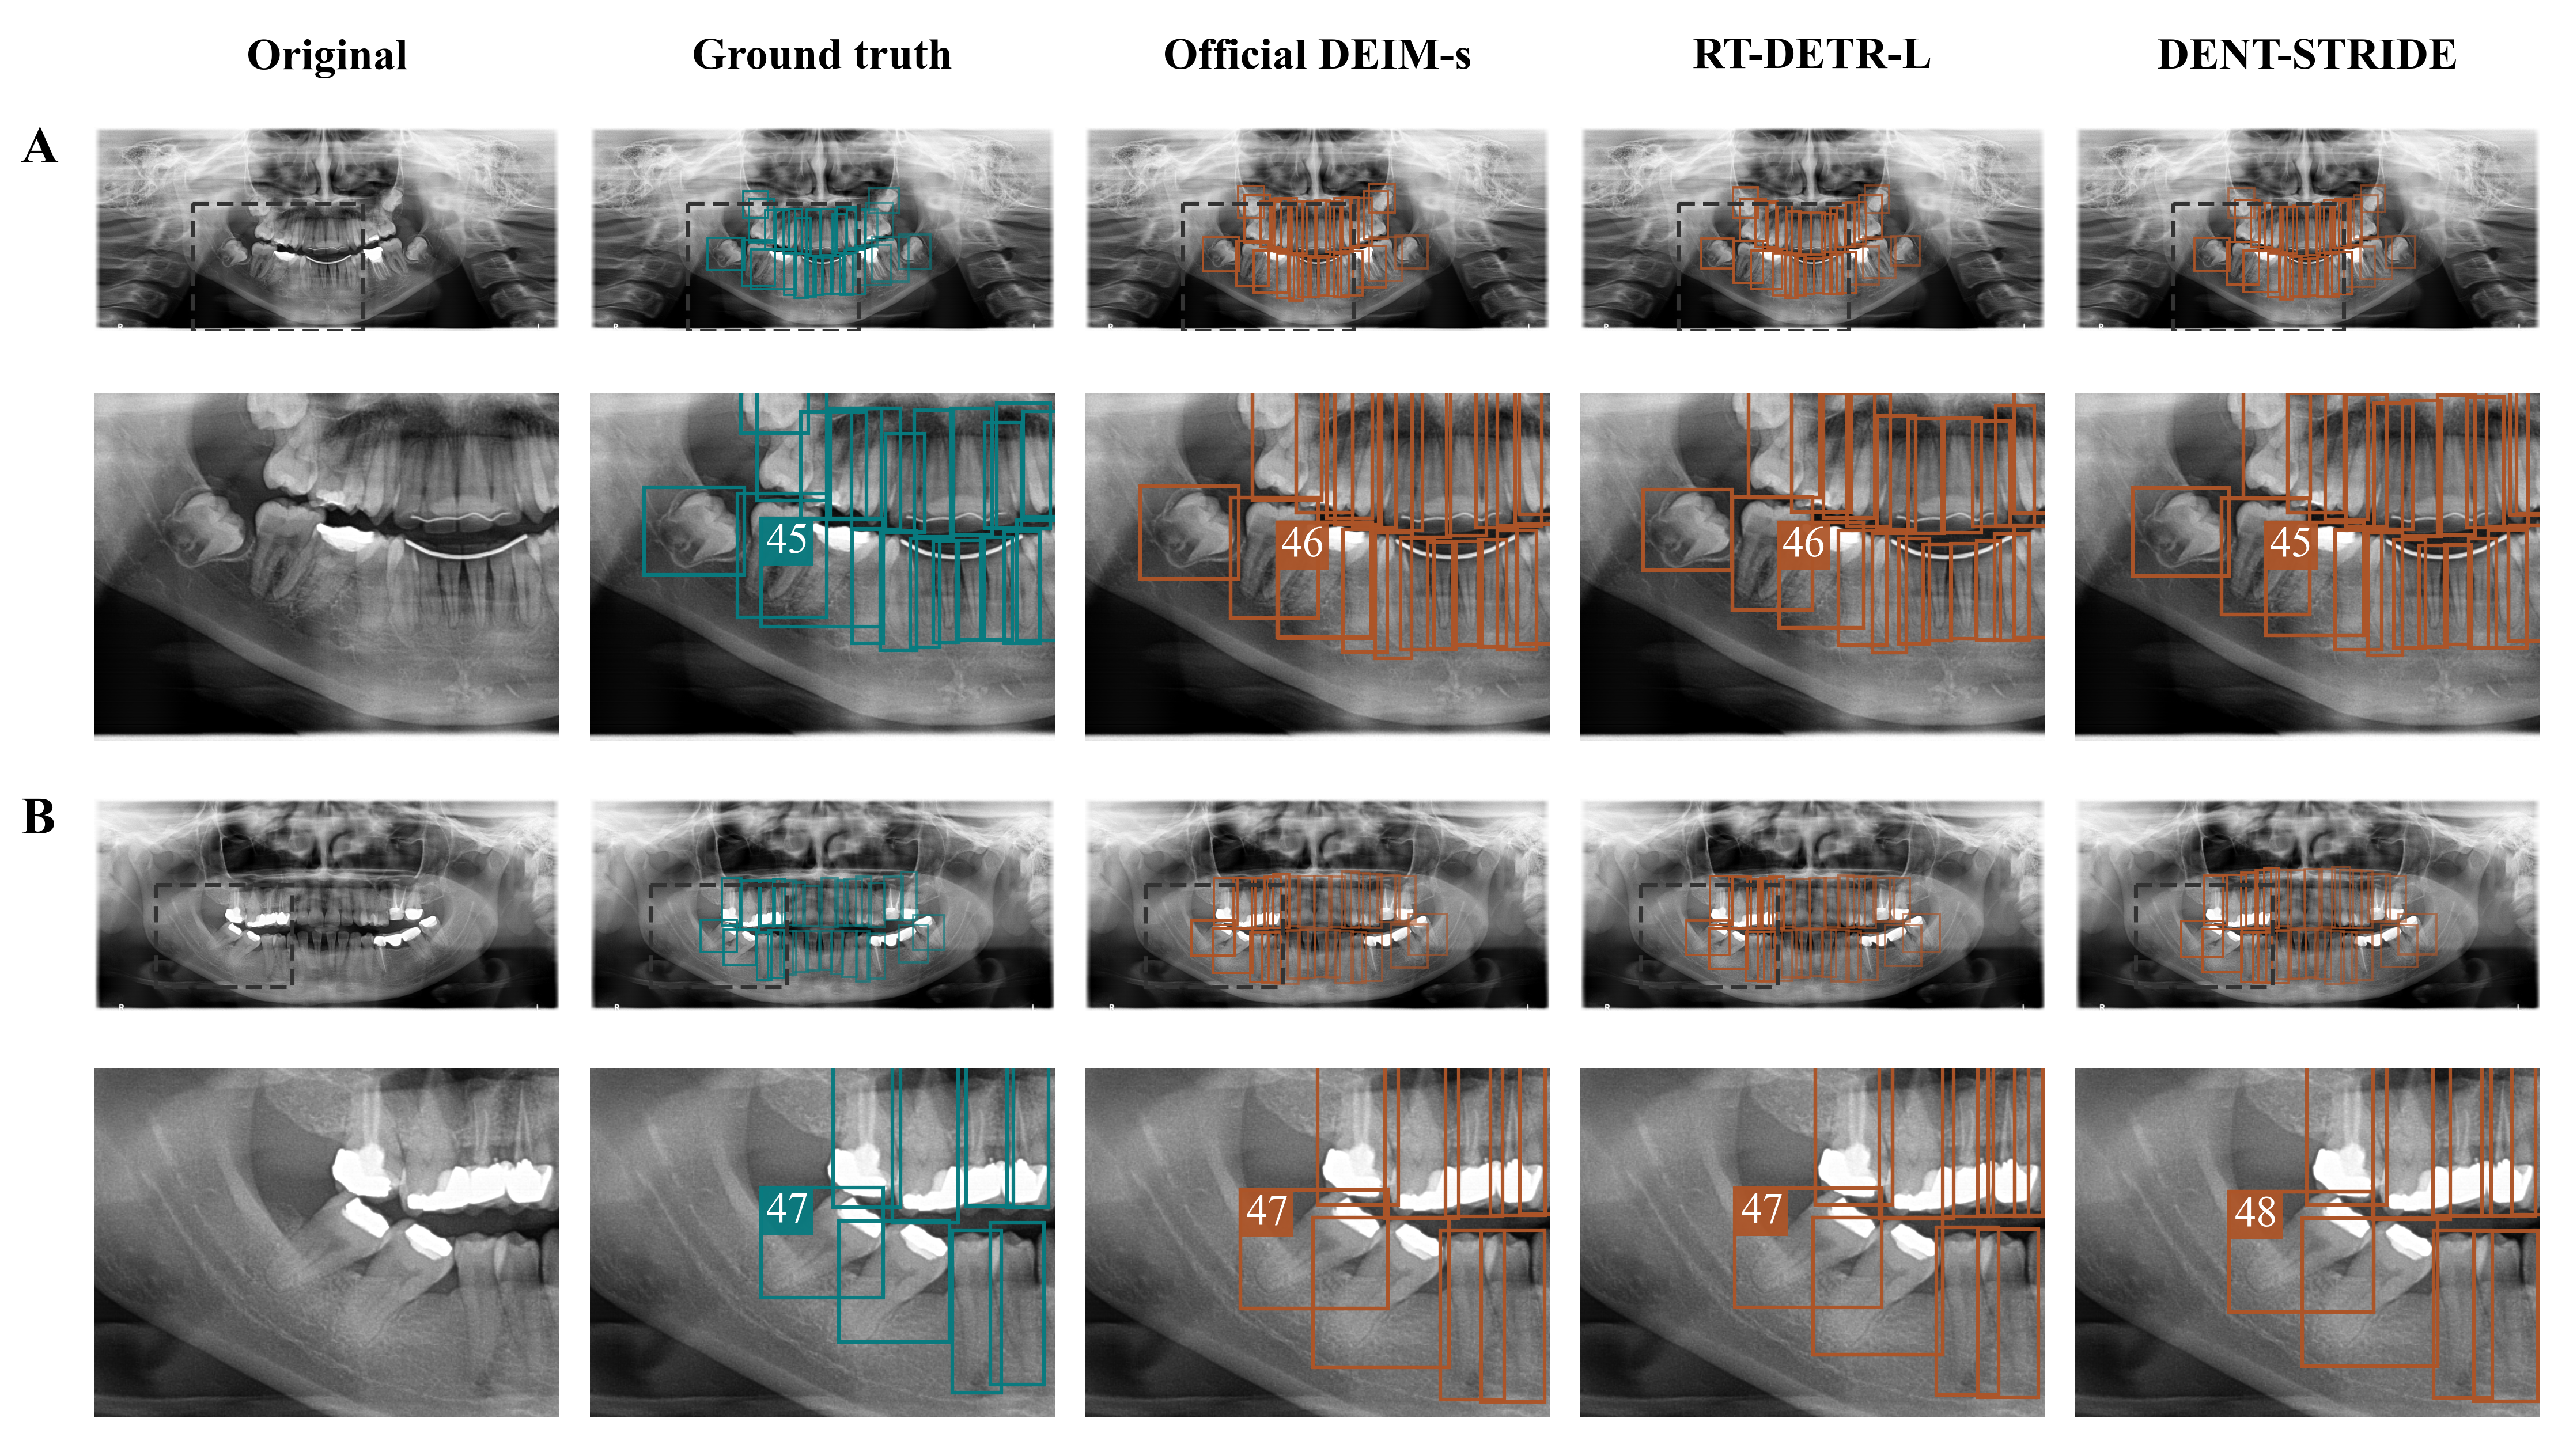 Original Ground truth Official DEIM-s RT-DETR-L DENT-STRIDE
A
45 46 46 45
B
47 47 47 48